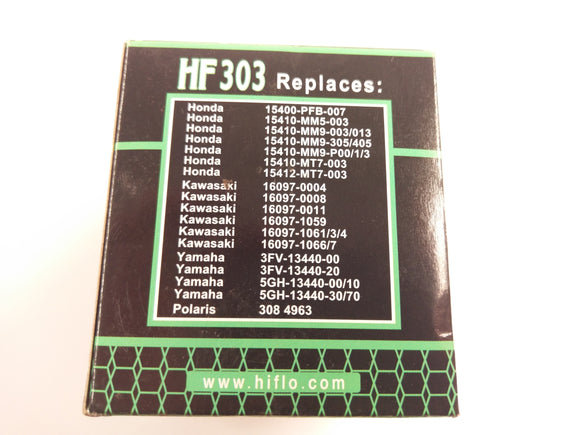 HF303 Replaces:
Honda 15400-PFB-007
Honda 15410-MM5-003
Honda 15410-MM9-003/013
Honda 15410-MM9-305/405
Honda 15410-MM9-P00/1/3
Honda 15410-MT7-003
Honda 15412-MT7-003
Kawasaki 16097-0004
Kawasaki 16097-0008
Kawasaki 16097-0011
Kawasaki 16097-1059
Kawasaki 16097-1061/3/4
Kawasaki 16097-1066/7
Yamaha 3FV-13440-00
Yamaha 3FV-13440-20
Yamaha 5GH-13440-00/10
Yamaha 5GH-13440-30/70
Polaris 308 4963
www.hiflo.com